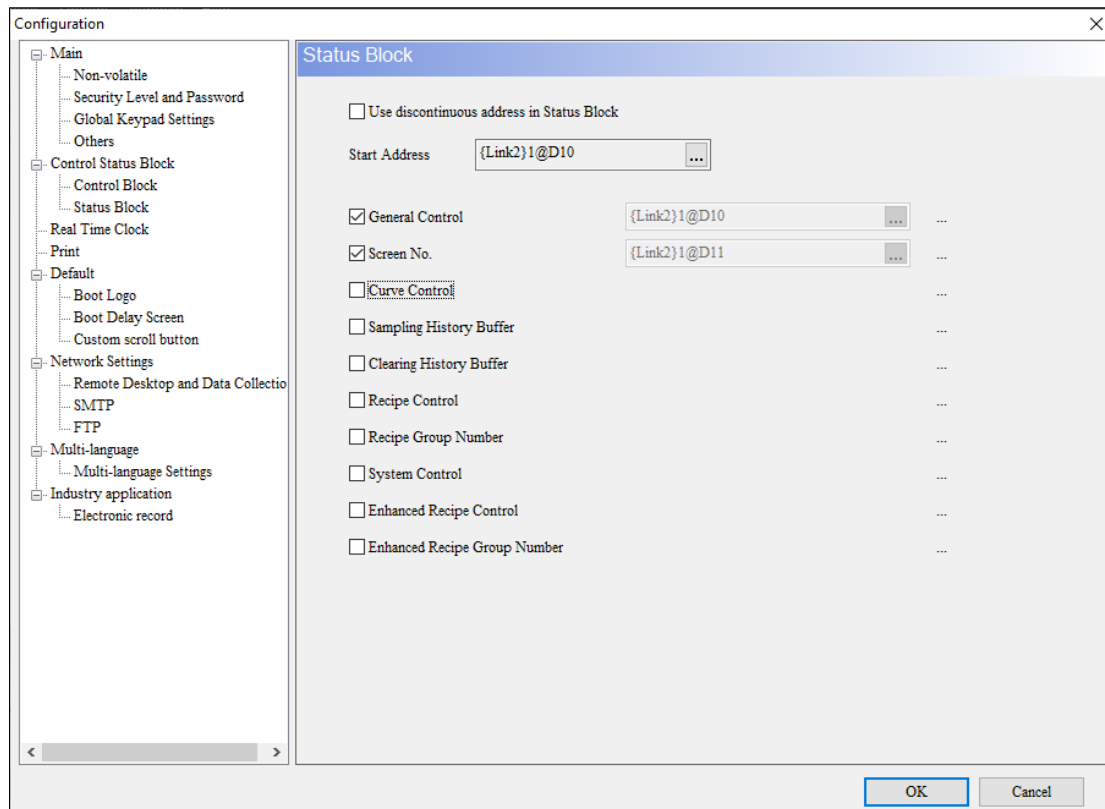 Configuration
Main
Non-volatile
Security Level and Password
Global Keypad Settings
Others
Control Status Block
Control Block
Status Block
Real Time Clock
Print
Default
Boot Logo
Boot Delay Screen
Custom scroll button
Network Settings
Remote Desktop and Data Collectio
SMTP
FTP
Multi-language
Multi-language Settings
Industry application
Electronic record
Status Block
Use discontinuous address in Status Block
Start Address {Link2}1@D10 ...
General Control {Link2}1@D10 ... ...
Screen No. {Link2}1@D11 ... ...
Curve Control ...
Sampling History Buffer ...
Clearing History Buffer ...
Recipe Control ...
Recipe Group Number ...
System Control ...
Enhanced Recipe Control ...
Enhanced Recipe Group Number ...
OK Cancel